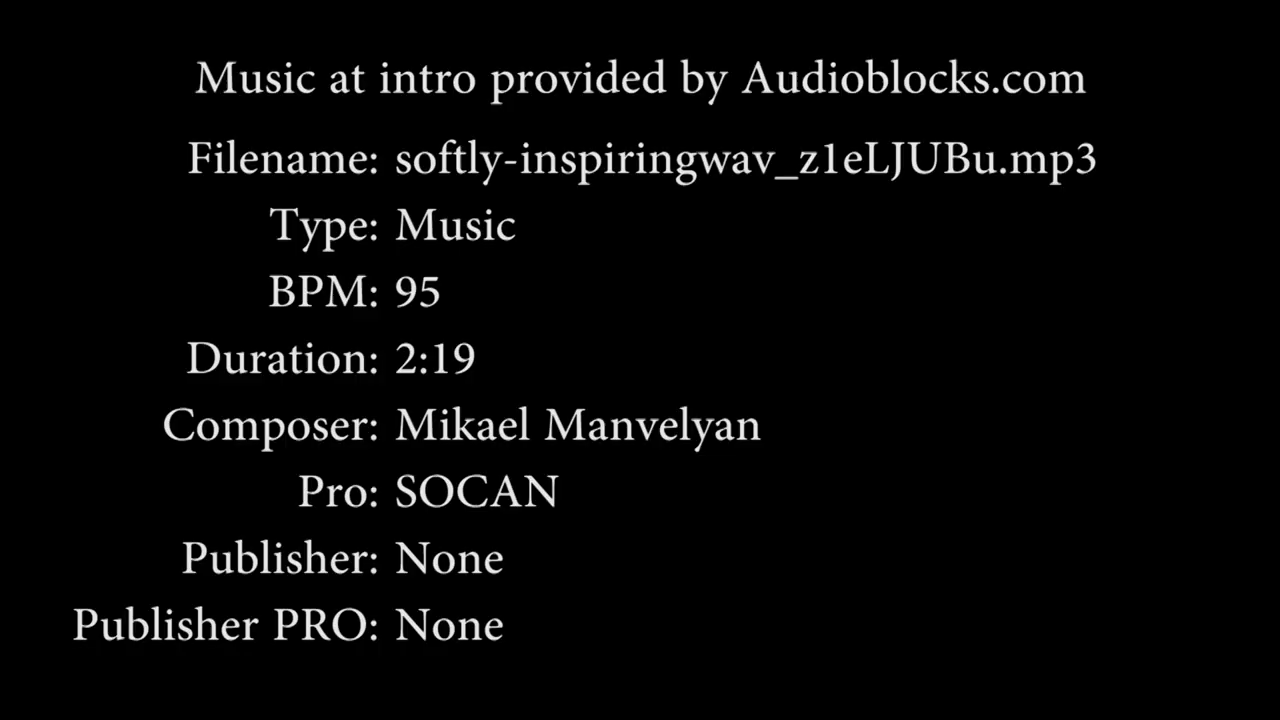 Music at intro provided by Audioblocks.com
Filename: softly-inspiringwav_z1eLJUBu.mp3
Type: Music
BPM: 95
Duration: 2:19
Composer: Mikael Manvelyan
Pro: SOCAN
Publisher: None
Publisher PRO: None